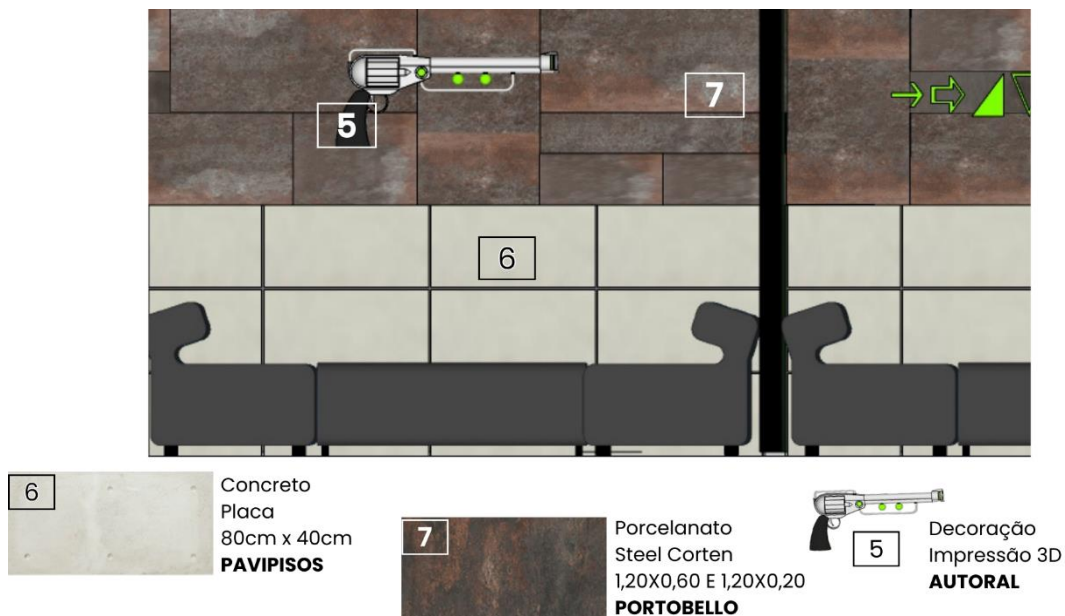 5
7
6
6
Concreto
Placa
80cm x 40cm
PAVIPISOS
7
Porcelanato
Steel Corten
1,20X0,60 E 1,20X0,20
PORTOBELLO
5
Decoração
Impressão 3D
AUTORAL